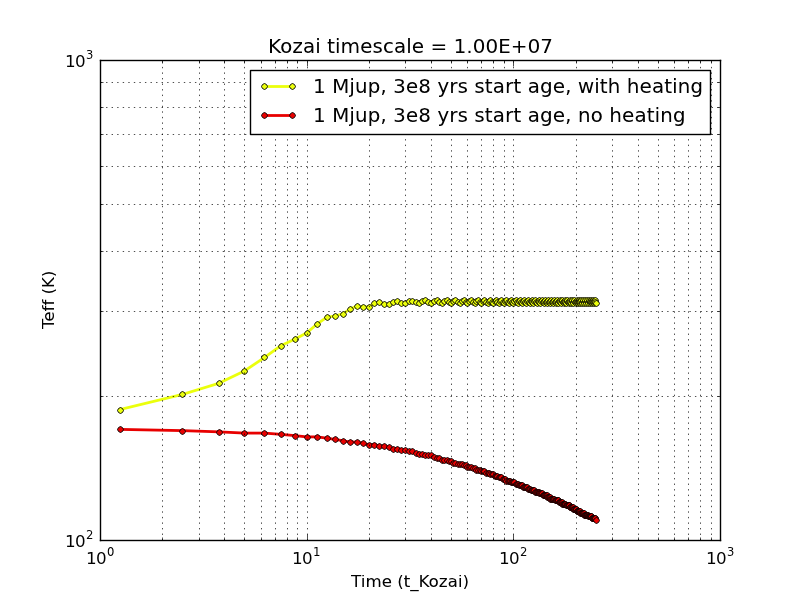 Kozai timescale = 1.00E+07
10³
1 Mjup, 3e8 yrs start age, with heating
1 Mjup, 3e8 yrs start age, no heating
Teff (K)
10²
10⁰ 10¹ 10² 10³
Time (t_Kozai)